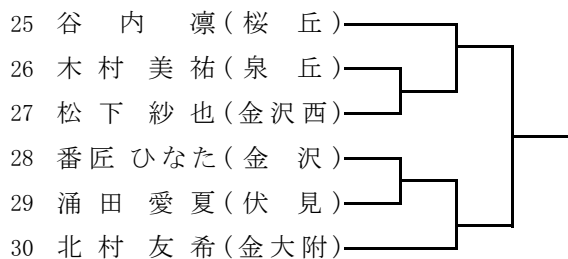 25 谷 内 凛(桜 丘)
26 木 村 美 祐(泉 丘)
27 松 下 紗 也(金沢西)
28 番匠 ひなた(金 沢)
29 涌 田 愛 夏(伏 見)
30 北 村 友 希(金大附)